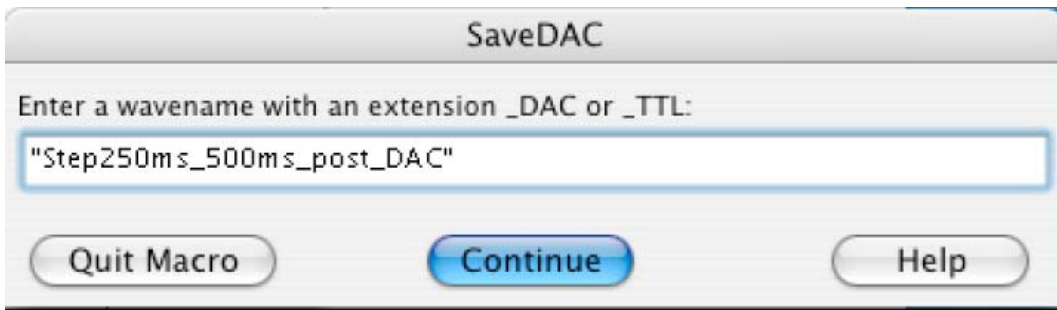 SaveDAC
Enter a wavename with an extension _DAC or _TTL:
"Step250ms_500ms_post_DAC"
Quit Macro Continue Help